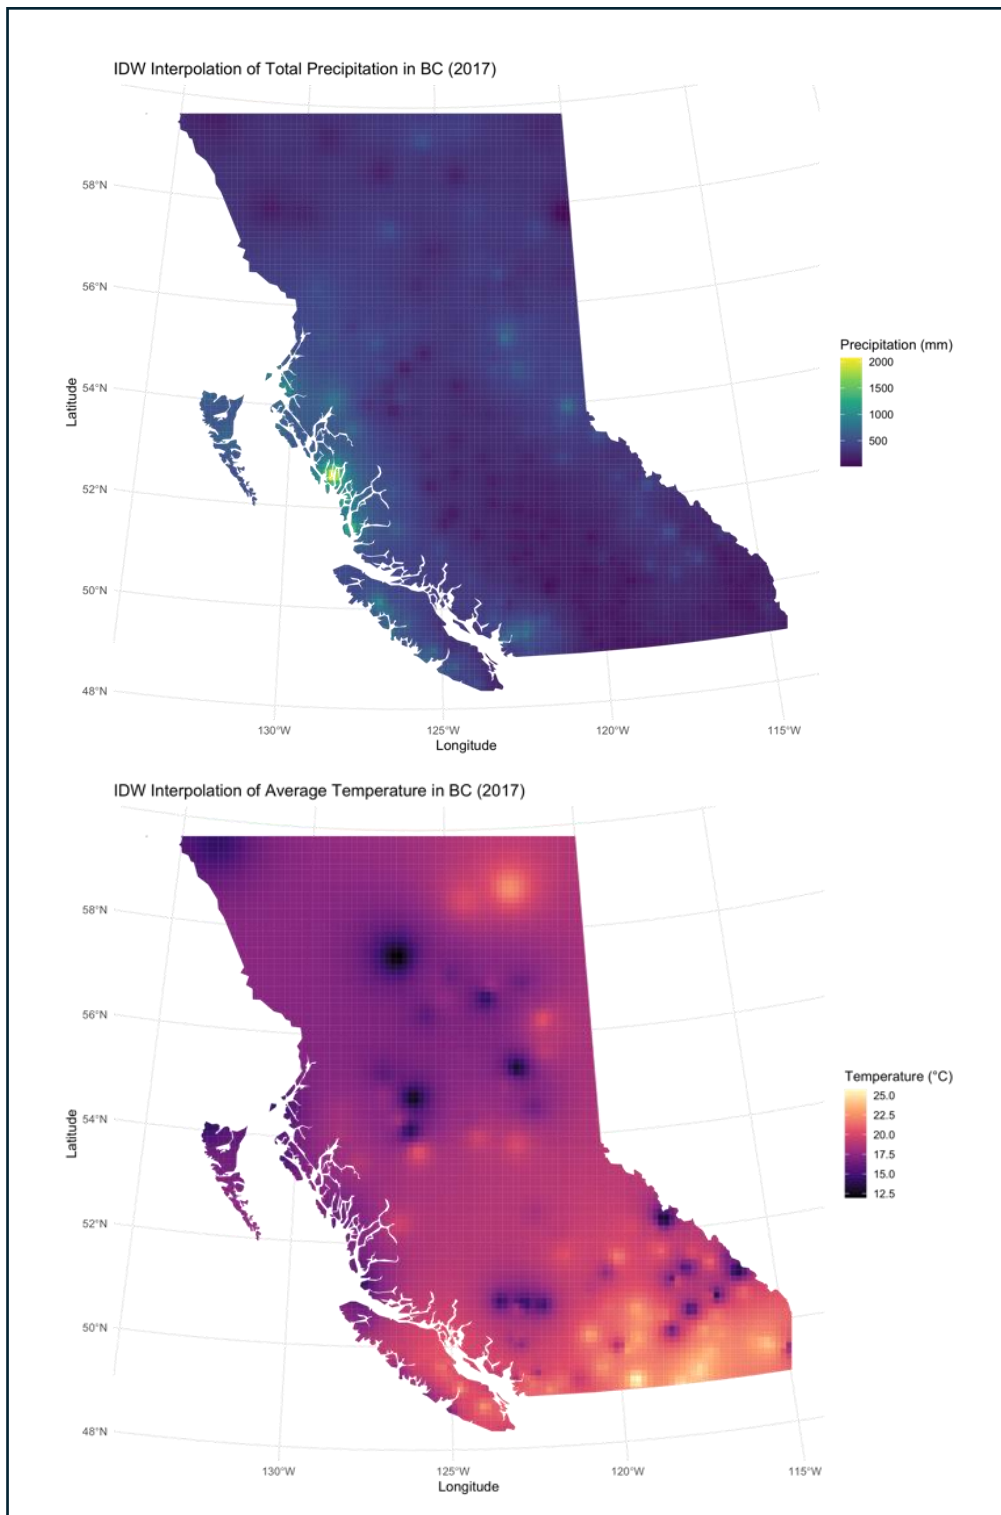 IDW Interpolation of Total Precipitation in BC (2017)
58°N
56°N
54°N
52°N
50°N
48°N
Latitude
130°W
125°W
120°W
115°W
Longitude
Precipitation (mm)
2000
1500
1000
500
IDW Interpolation of Average Temperature in BC (2017)
58°N
56°N
54°N
52°N
50°N
48°N
Latitude
130°W
125°W
120°W
115°W
Longitude
Temperature (°C)
25.0
22.5
20.0
17.5
15.0
12.5